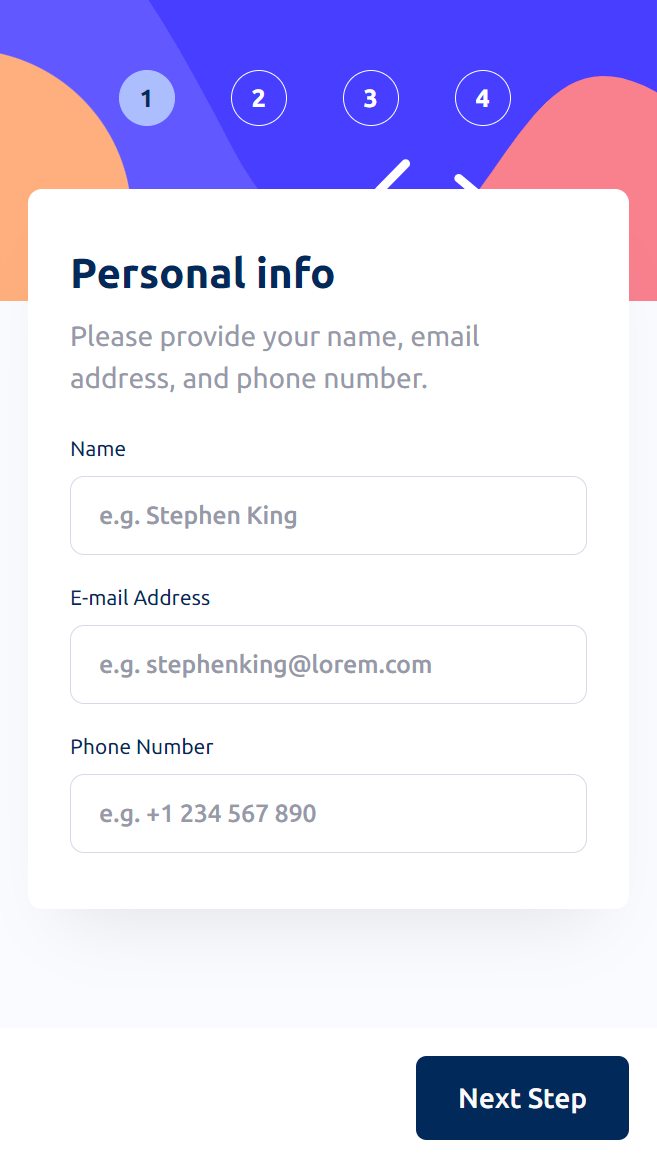 1
2
3
4
Personal info
Please provide your name, email
address, and phone number.
Name
e.g. Stephen King
E-mail Address
e.g. stephenking@lorem.com
Phone Number
e.g. +1 234 567 890
Next Step